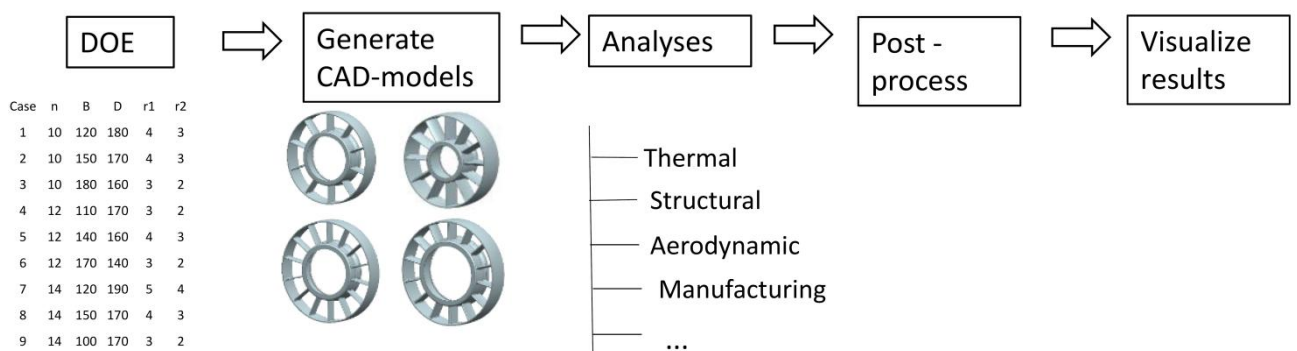 DOE
Generate
CAD-models
Analyses
Post -
process
Visualize
results
Case n B D r1 r2
1 10 120 180 4 3
2 10 150 170 4 3
3 10 180 160 3 2
4 12 110 170 3 2
5 12 140 160 4 3
6 12 170 140 3 2
7 14 120 190 5 4
8 14 150 170 4 3
9 14 100 170 3 2
Thermal
Structural
Aerodynamic
Manufacturing
...